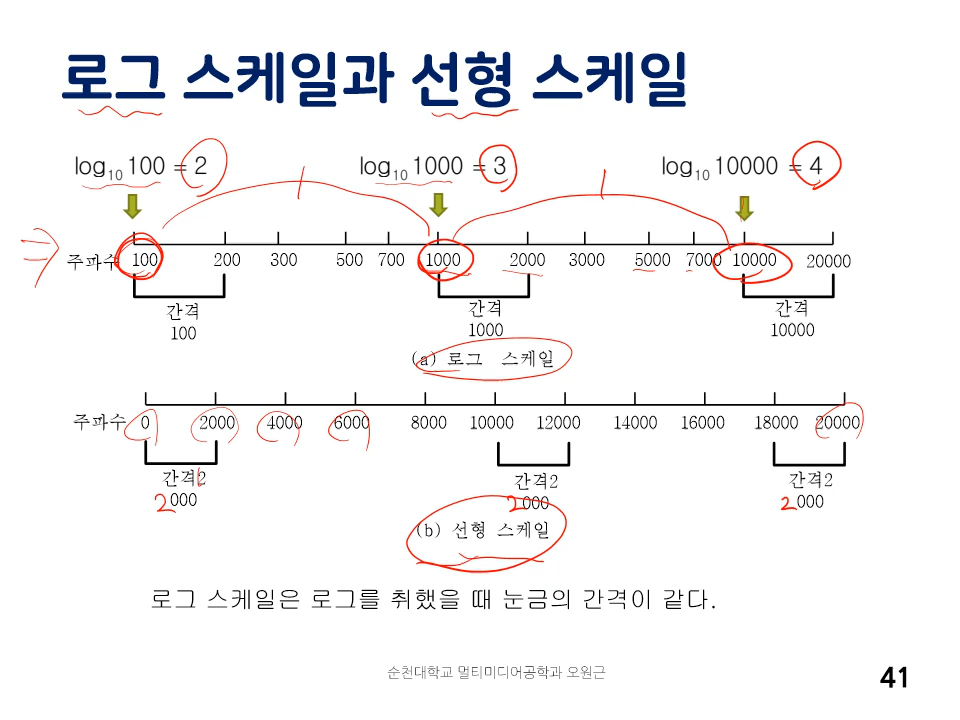 로그 스케일과 선형 스케일
log₁₀ 100 = 2 log₁₀ 1000 = 3 log₁₀ 10000 = 4
주파수 100 200 300 500 700 1000 2000 3000 5000 7000 10000 20000
간격 간격 간격
100 1000 10000
(a) 로그 스케일
주파수 0 2000 4000 6000 8000 10000 12000 14000 16000 18000 20000
간격2 간격2 간격2
2000 2000 2000
(b) 선형 스케일
로그 스케일은 로그를 취했을 때 눈금의 간격이 같다.
순천대학교 멀티미디어공학과 오원근
41